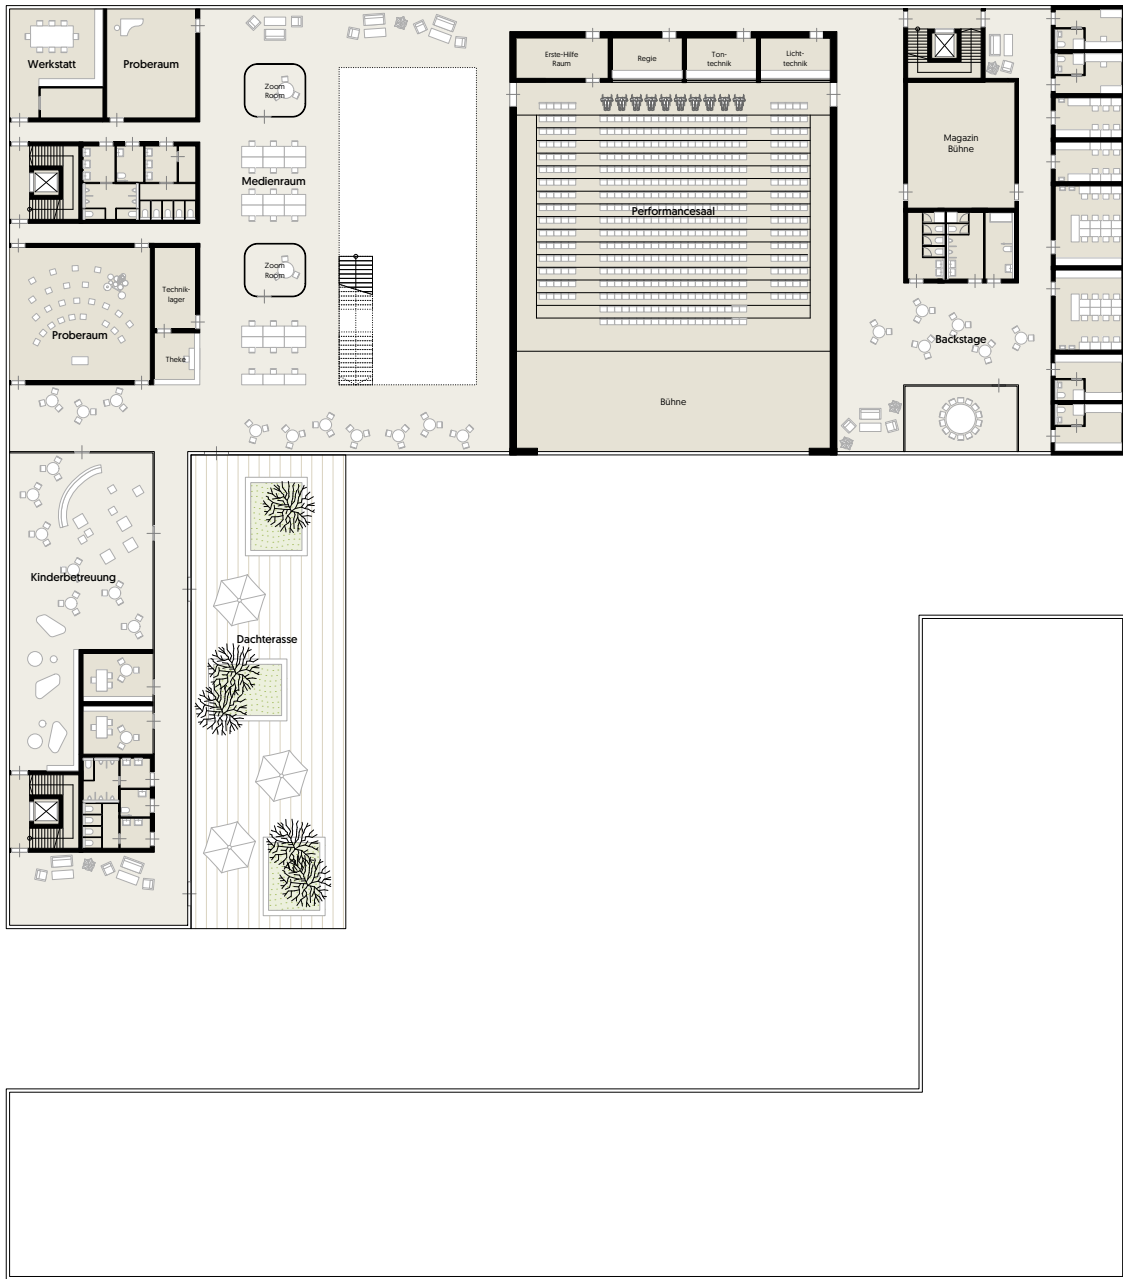 Werkstatt
Proberaum
Zoom
Room
Erste-Hilfe
Raum
Regie
Ton-
technik
Licht-
technik
Magazin
Bühne
Medienraum
Performancesaal
Zoom
Room
Technik-
lager
Proberaum
Theke
Backstage
Bühne
Kinderbetreuung
Dachterasse